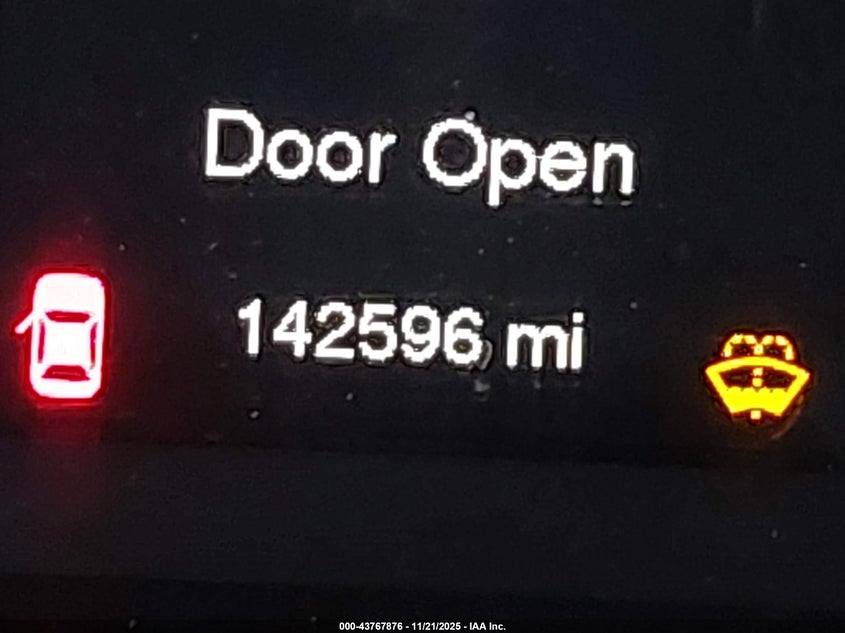 Door Open
142596 mi
000-43767876 - 11/21/2025 - IAA Inc.